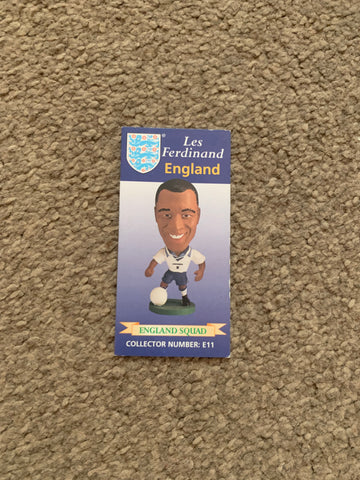 Les
Ferdinand
England
ENGLAND SQUAD
COLLECTOR NUMBER: E11